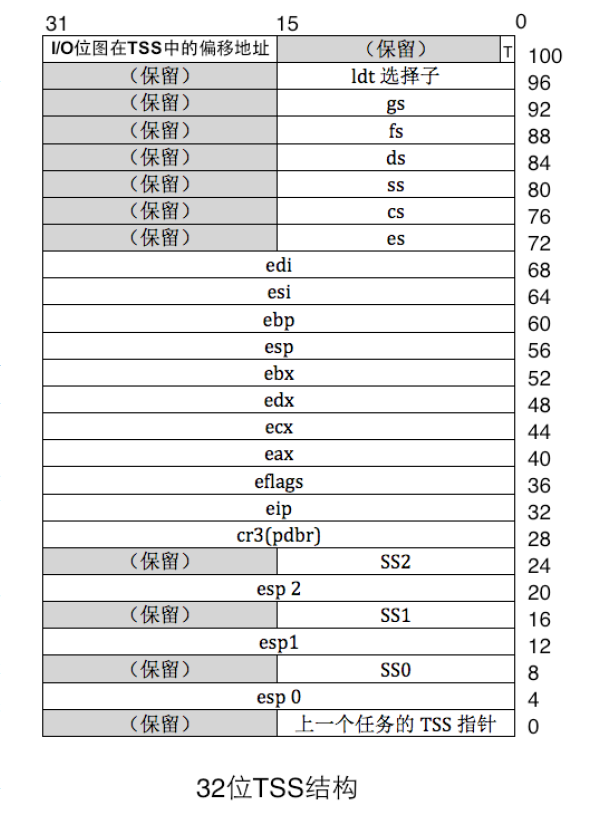 31 15 0
I/O位图在TSS中的偏移地址 （保留） T 100
（保留） ldt 选择子 96
（保留） gs 92
（保留） fs 88
（保留） ds 84
（保留） ss 80
（保留） cs 76
（保留） es 72
edi 68
esi 64
ebp 60
esp 56
ebx 52
edx 48
ecx 44
eax 40
eflags 36
eip 32
cr3(pdbr) 28
（保留） SS2 24
esp 2 20
（保留） SS1 16
esp1 12
（保留） SS0 8
esp 0 4
（保留） 上一个任务的 TSS 指针 0
32位TSS结构